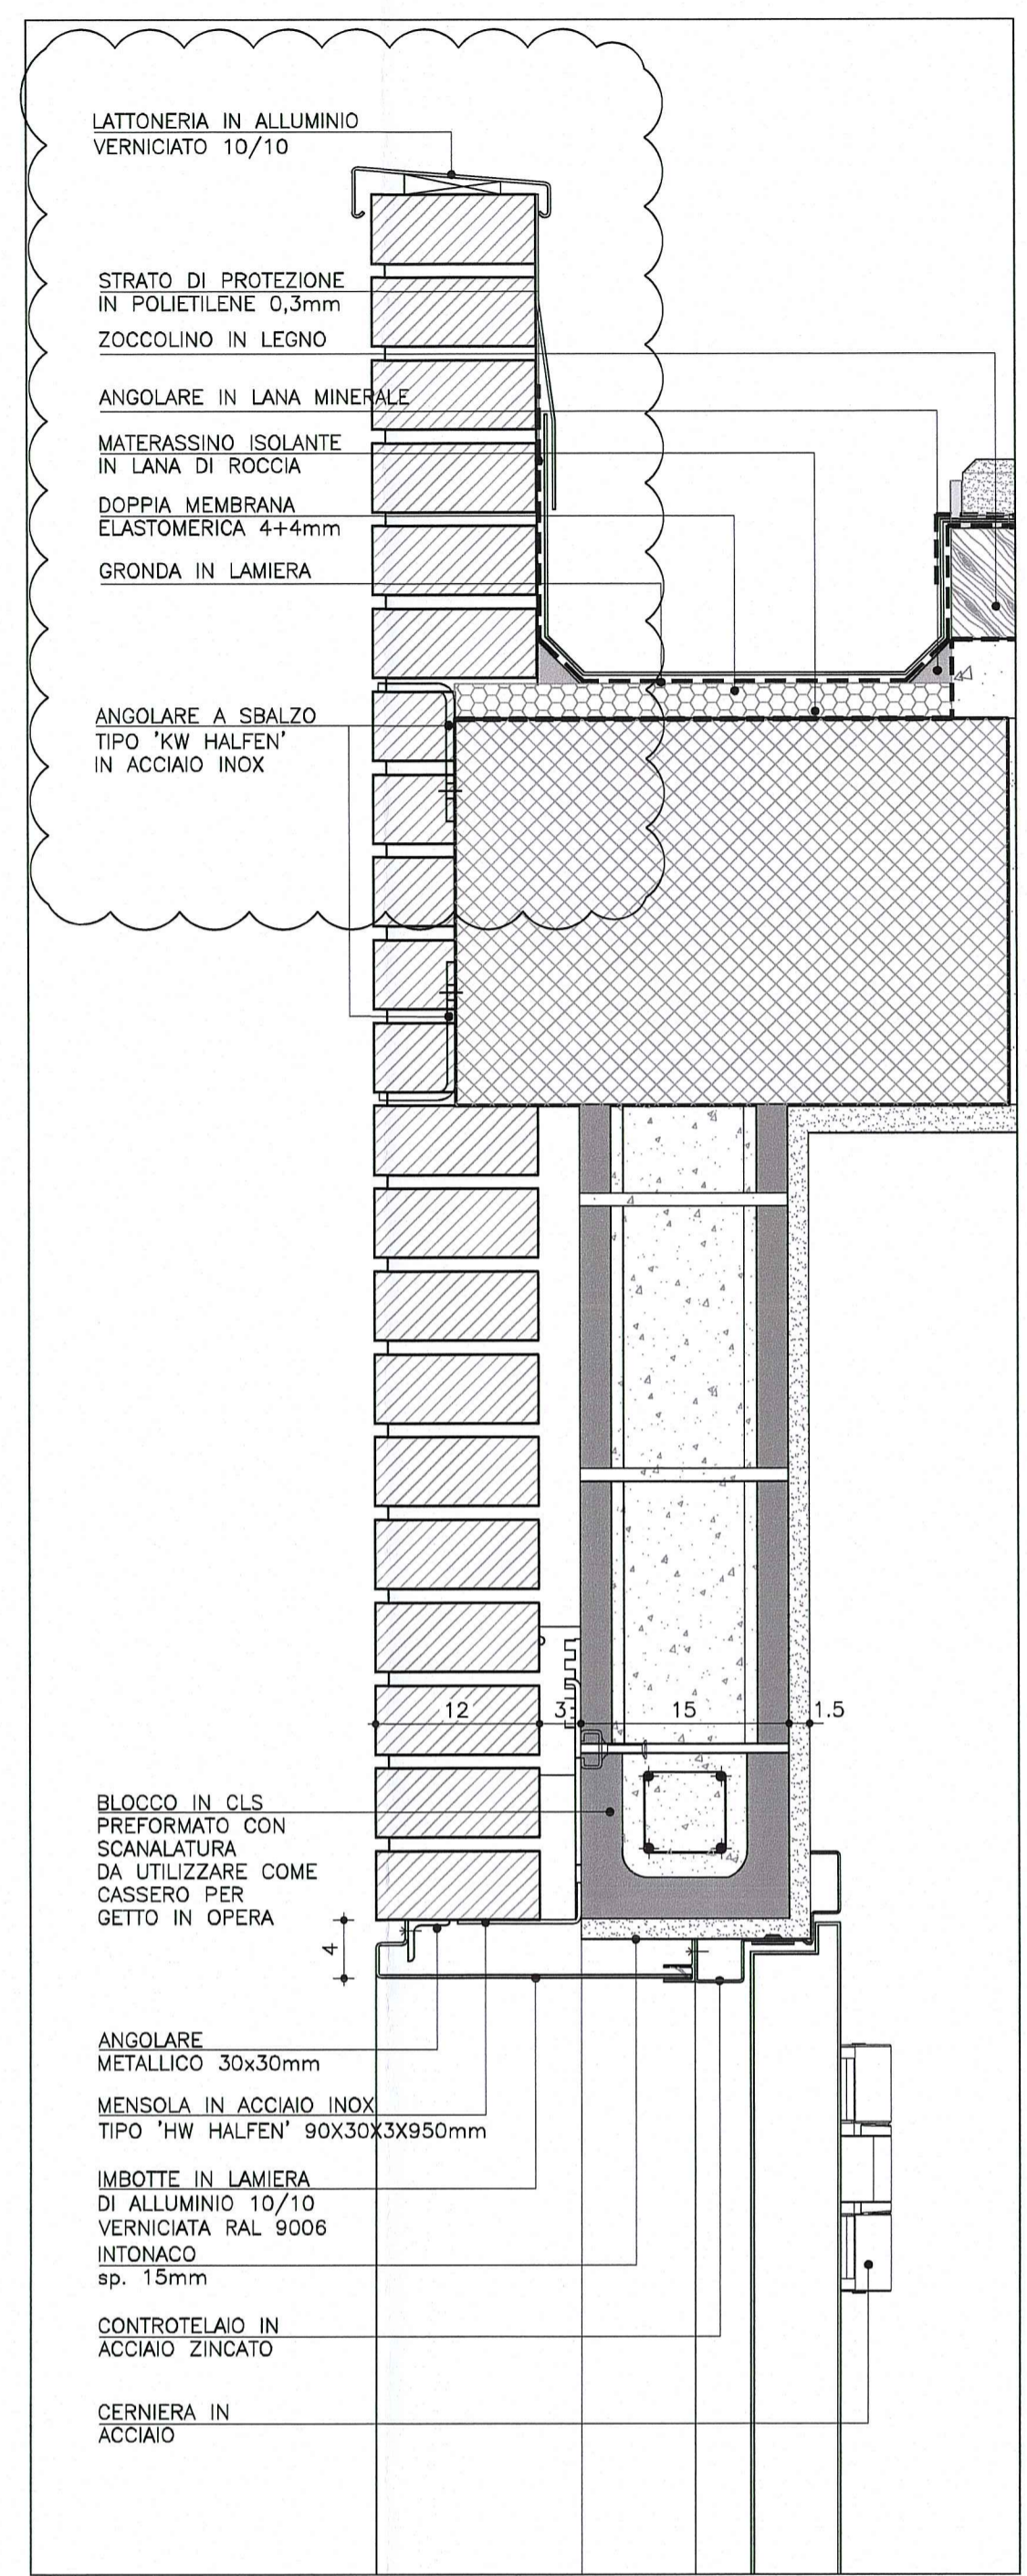 LATTONERIA IN ALLUMINIO
VERNICIATO 10/10
STRATO DI PROTEZIONE
IN POLIETILENE 0,3mm
ZOCCOLINO IN LEGNO
ANGOLARE IN LANA MINERALE
MATERASSINO ISOLANTE
IN LANA DI ROCCIA
DOPPIA MEMBRANA
ELASTOMERICA 4+4mm
GRONDA IN LAMIERA
ANGOLARE A SBALZO
TIPO 'KW HALFEN'
IN ACCIAIO INOX
12
3
15
1.5
BLOCCO IN CLS
PREFORMATO CON
SCANALATURA
DA UTILIZZARE COME
CASSERO PER
GETTO IN OPERA
4
ANGOLARE
METALLICO 30x30mm
MENSOLA IN ACCIAIO INOX
TIPO 'HW HALFEN' 90X30X3X950mm
IMBOTTE IN LAMIERA
DI ALLUMINIO 10/10
VERNICIATA RAL 9006
INTONACO
sp. 15mm
CONTROTELAIO IN
ACCIAIO ZINCATO
CERNIERA IN
ACCIAIO